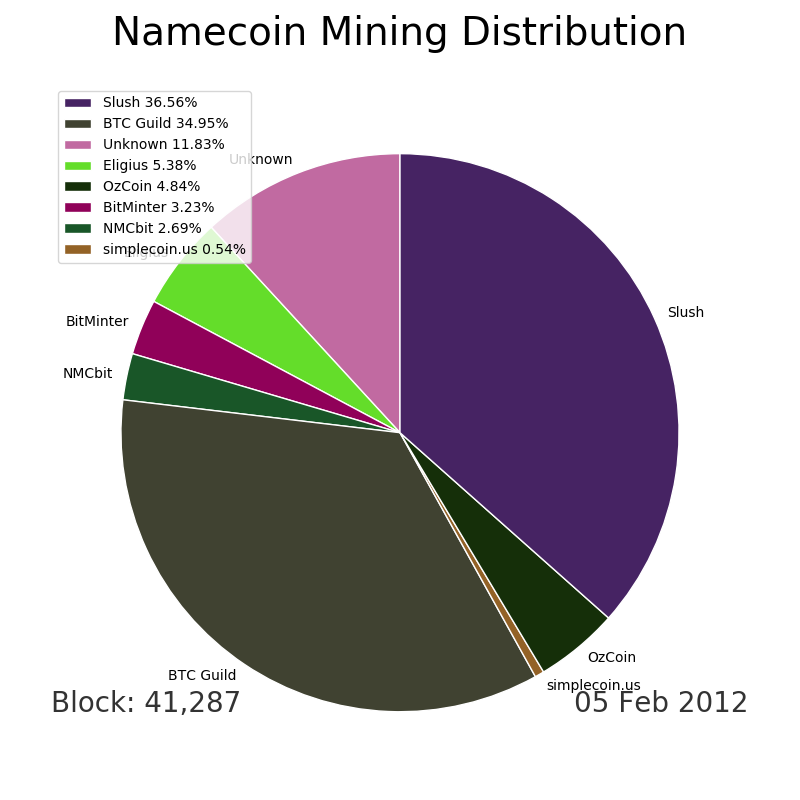 Namecoin Mining Distribution
Slush 36.56%
BTC Guild 34.95%
Unknown 11.83%
Eligius 5.38%
OzCoin 4.84%
BitMinter 3.23%
NMCbit 2.69%
simplecoin.us 0.54%
Unknown
Eligius
Slush
BitMinter
NMCbit
OzCoin
BTC Guild
simplecoin.us
Block: 41,287
05 Feb 2012